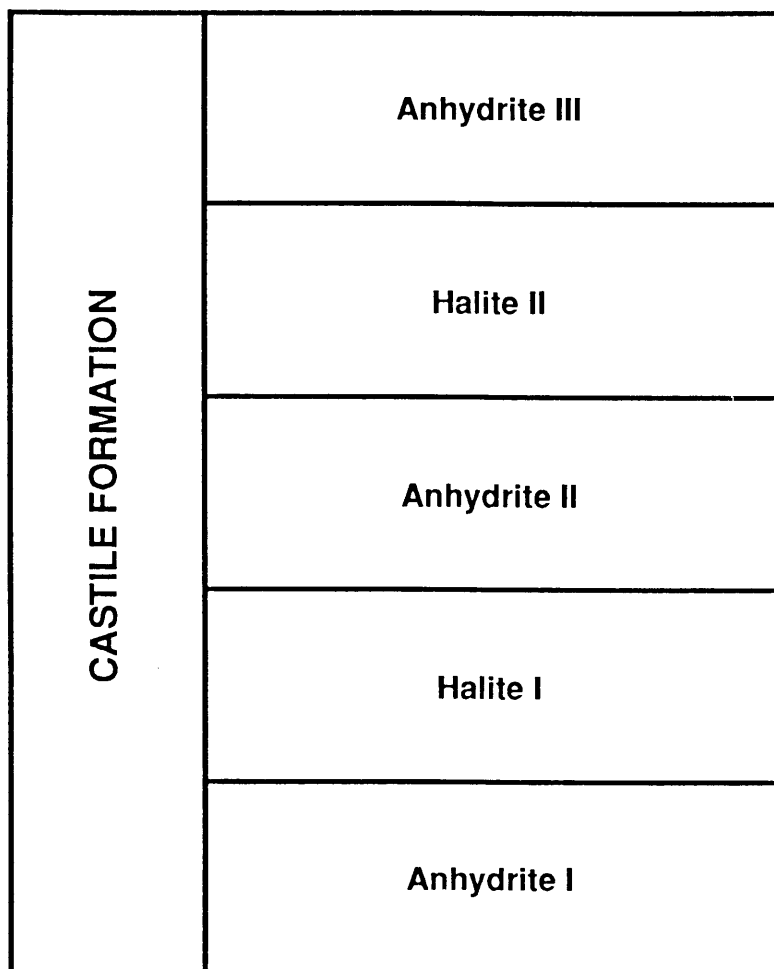 CASTILE FORMATION
Anhydrite III
Halite II
Anhydrite II
Halite I
Anhydrite I